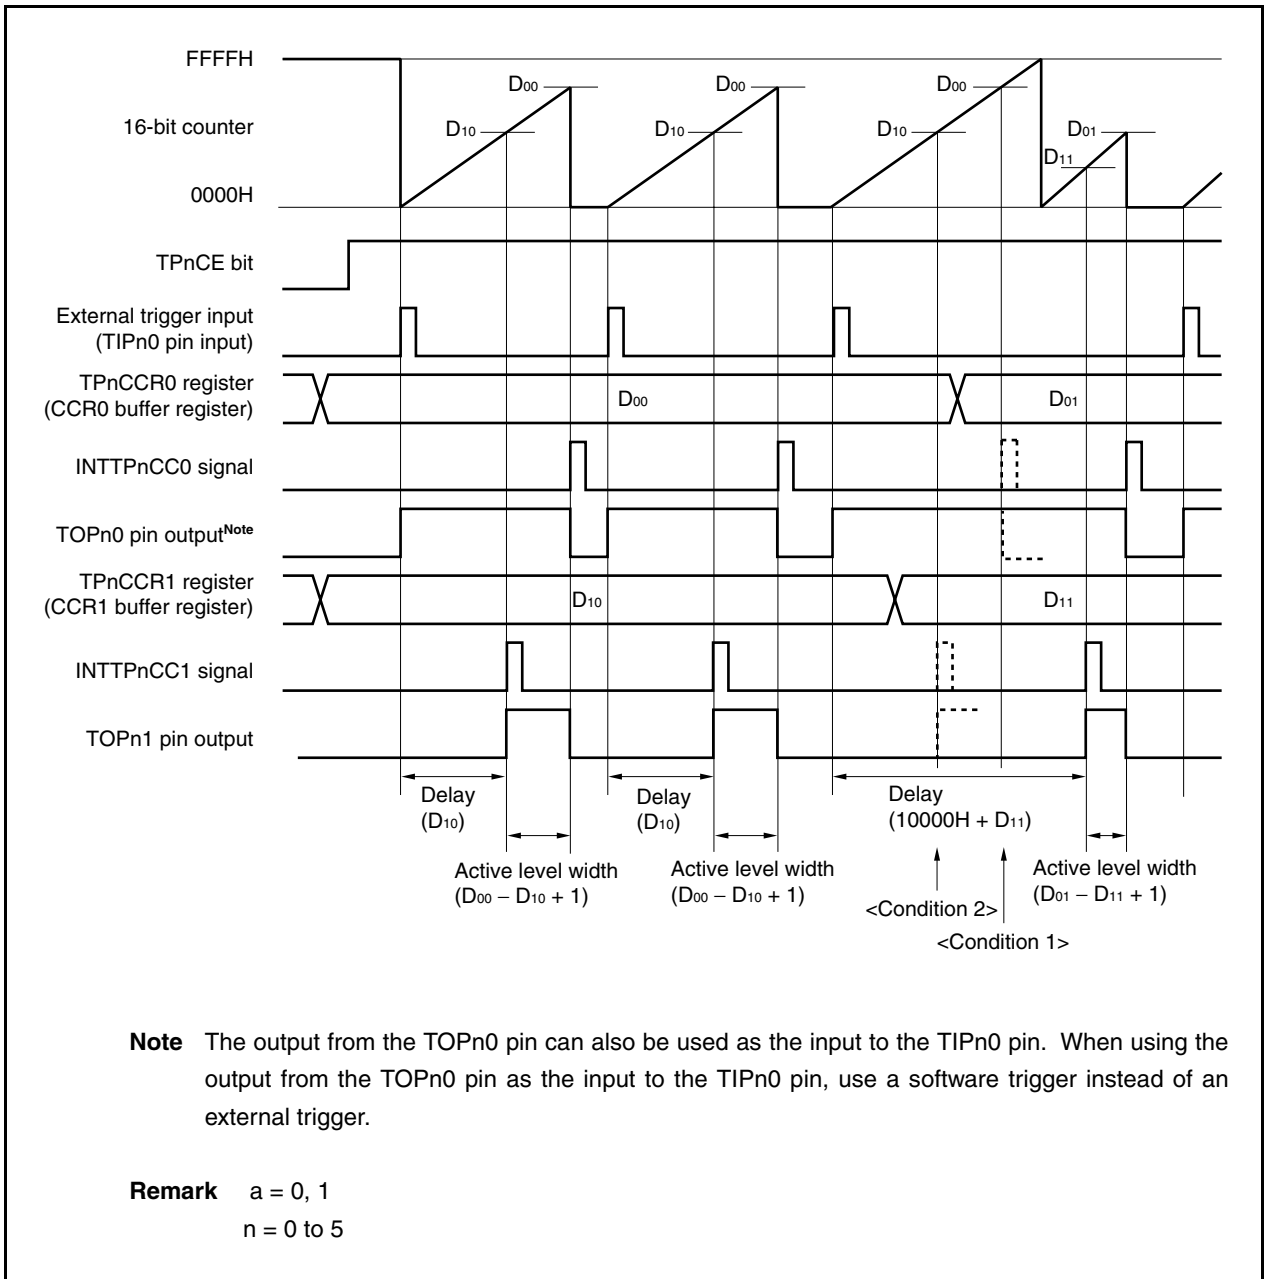 FFFFH
D00
D00
D00
16-bit counter
D10
D10
D10
D01
D11
0000H
TPnCE bit
External trigger input
(TIPn0 pin input)
TPnCCR0 register
(CCR0 buffer register)
D00
D01
INTTPnCC0 signal
TOPn0 pin outputNote
TPnCCR1 register
(CCR1 buffer register)
D10
D11
INTTPnCC1 signal
TOPn1 pin output
Delay
(D10)
Delay
(D10)
Delay
(10000H + D11)
Active level width
(D00 − D10 + 1)
Active level width
(D00 − D10 + 1)
Active level width
(D01 − D11 + 1)
<Condition 2>
<Condition 1>
Note The output from the TOPn0 pin can also be used as the input to the TIPn0 pin. When using the
output from the TOPn0 pin as the input to the TIPn0 pin, use a software trigger instead of an
external trigger.
Remark a = 0, 1
n = 0 to 5